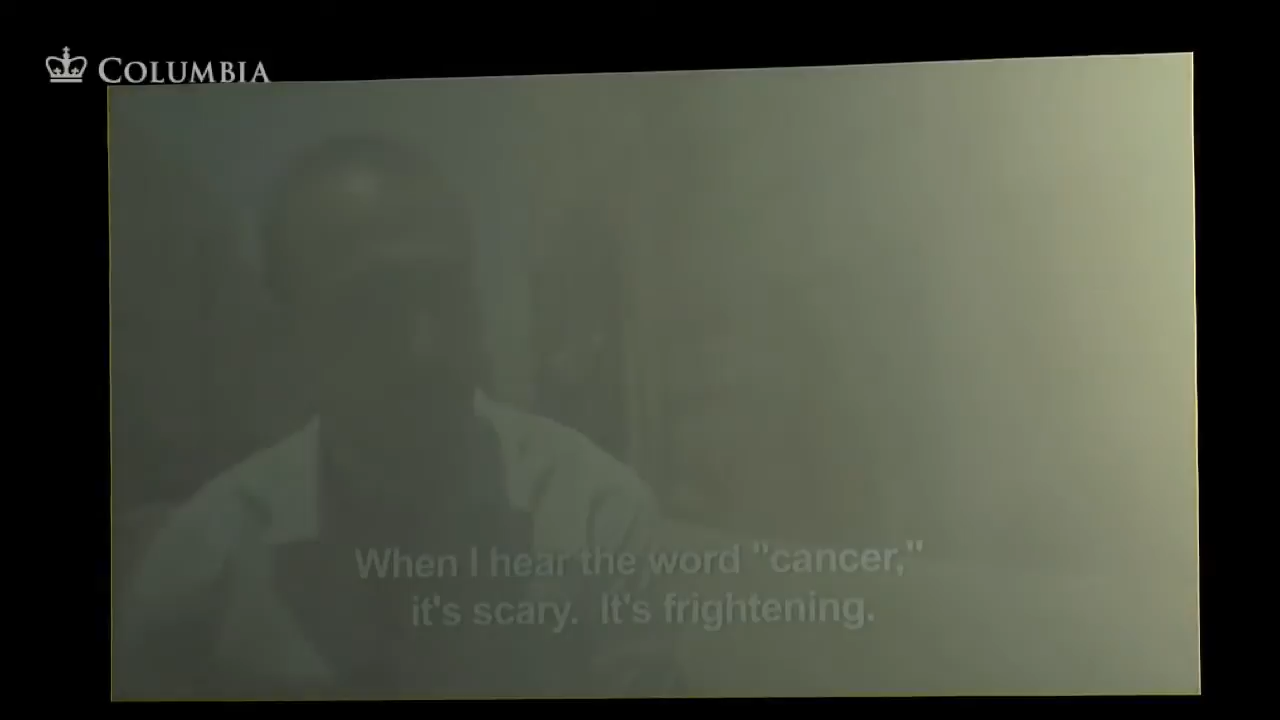 COLUMBIA
When I hear the word "cancer,"
it's scary. It's frightening.